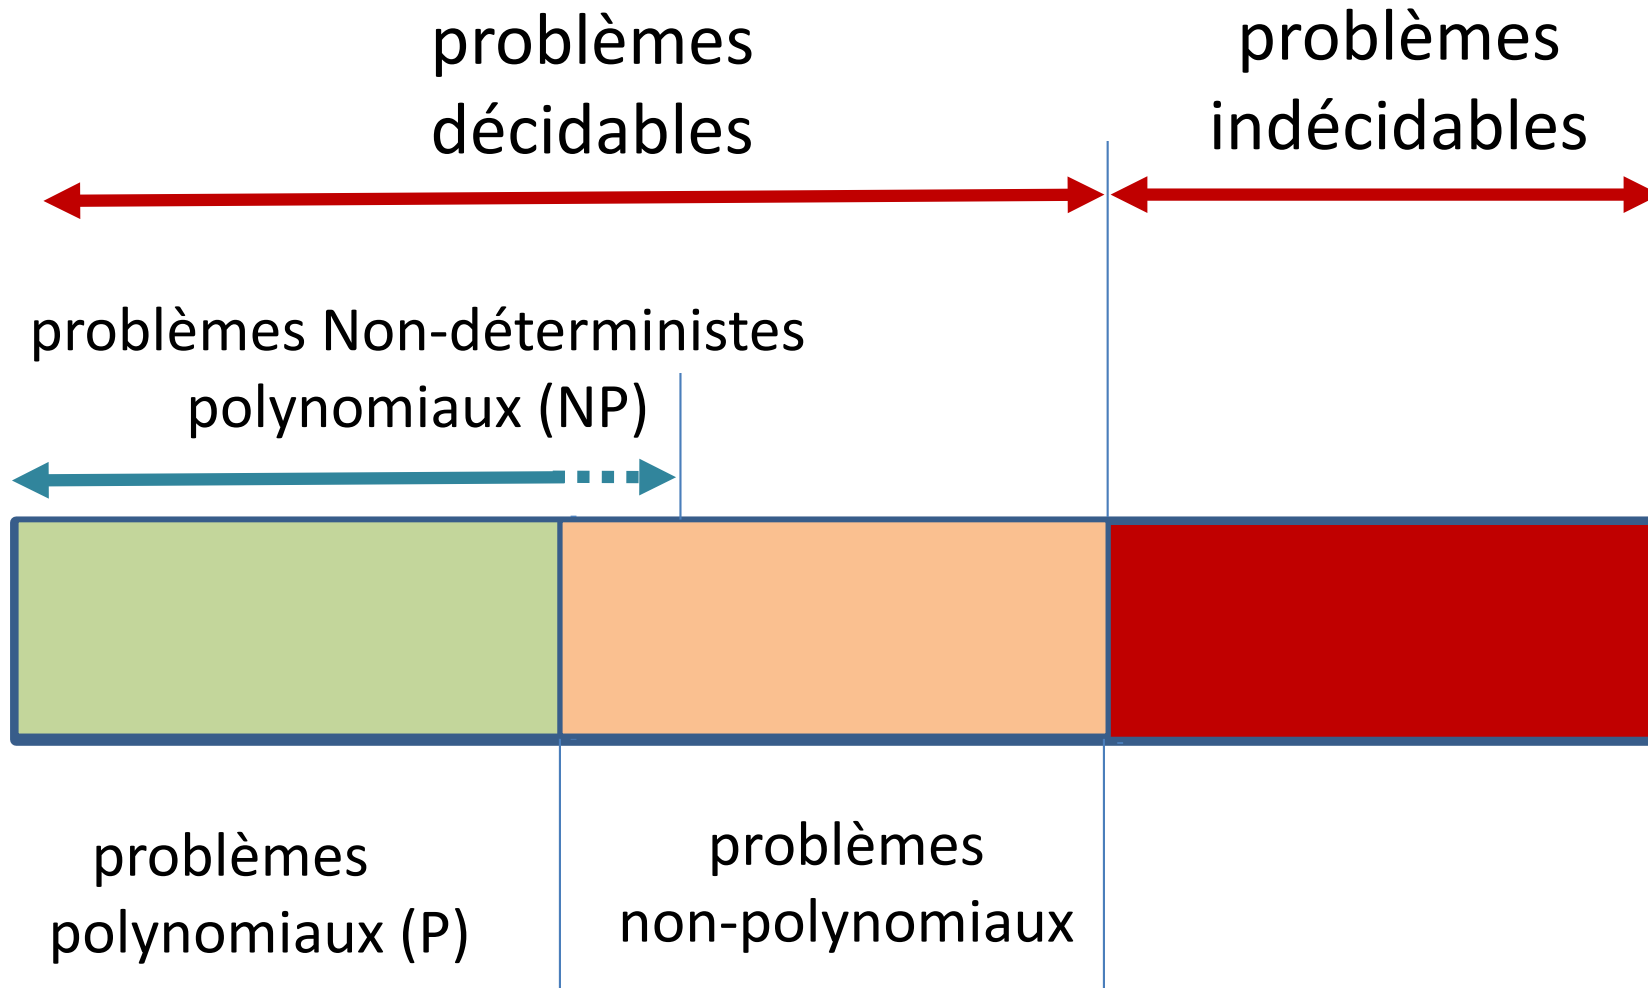 problèmes
décidables
problèmes
indécidables
problèmes Non-déterministes
polynomiaux (NP)
problèmes
polynomiaux (P)
problèmes
non-polynomiaux